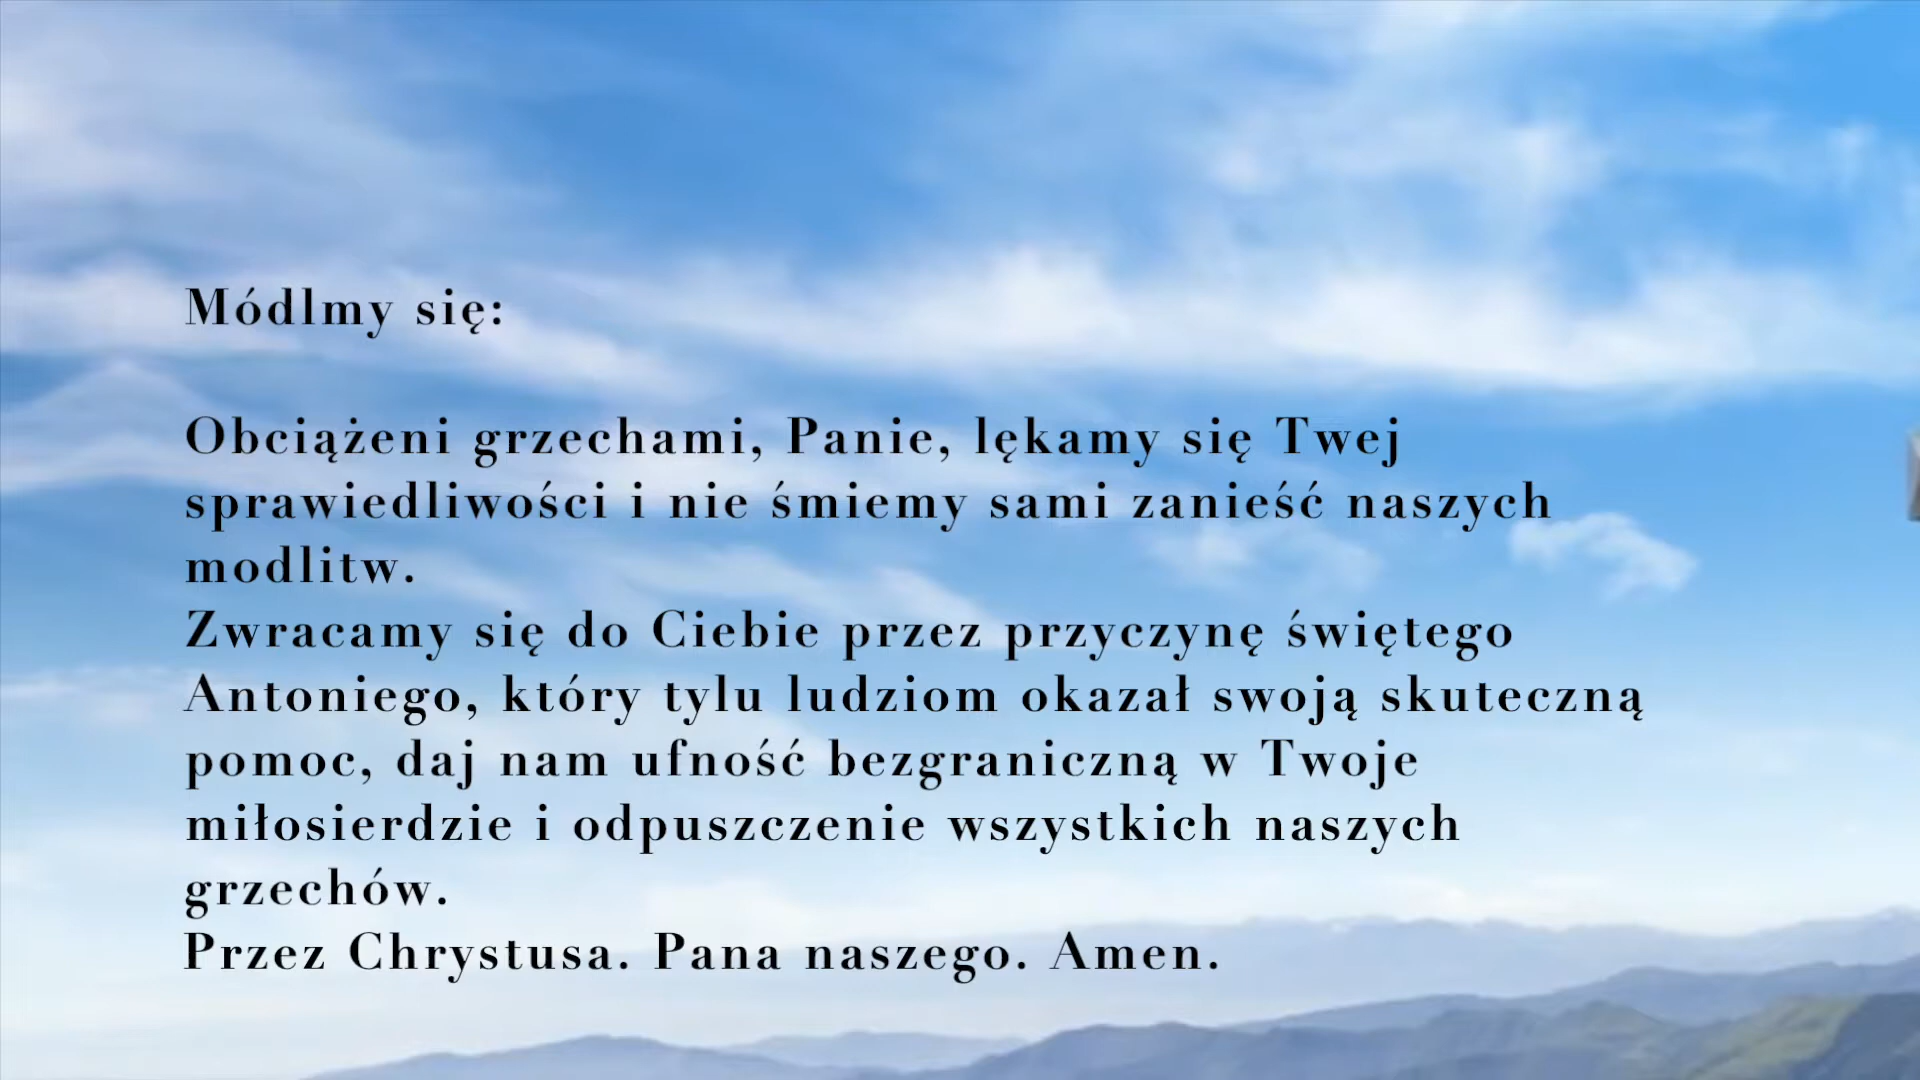 Módlmy się:
Obciążeni grzechami, Panie, lękamy się Twej
sprawiedliwości i nie śmiemy sami zanieść naszych
modlitw.
Zwracamy się do Ciebie przez przyczynę świętego
Antoniego, który tylu ludziom okazał swoją skuteczną
pomoc, daj nam ufność bezgraniczną w Twoje
miłosierdzie i odpuszczenie wszystkich naszych
grzechów.
Przez Chrystusa. Pana naszego. Amen.